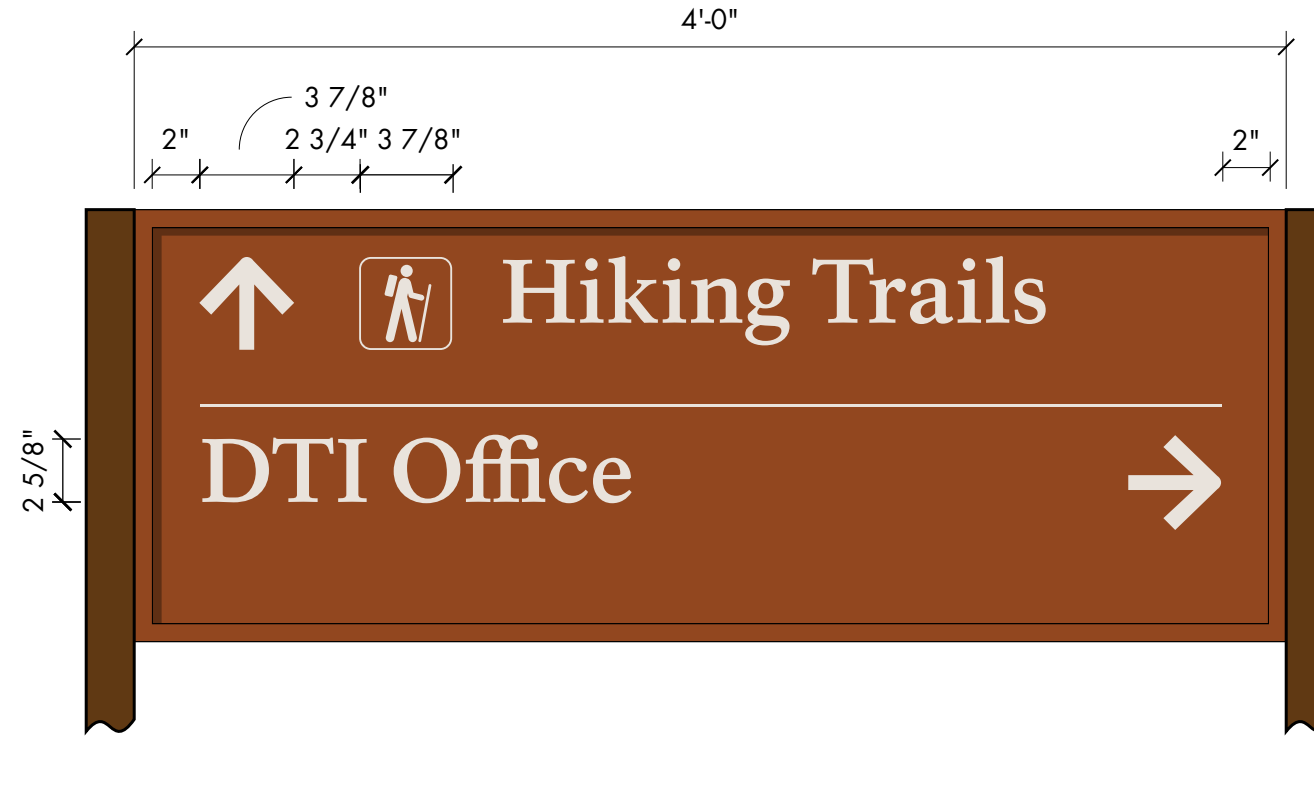 4'-0"
3 7/8"
2" 2 3/4" 3 7/8" 2"
Hiking Trails
DTI Office
2 5/8"